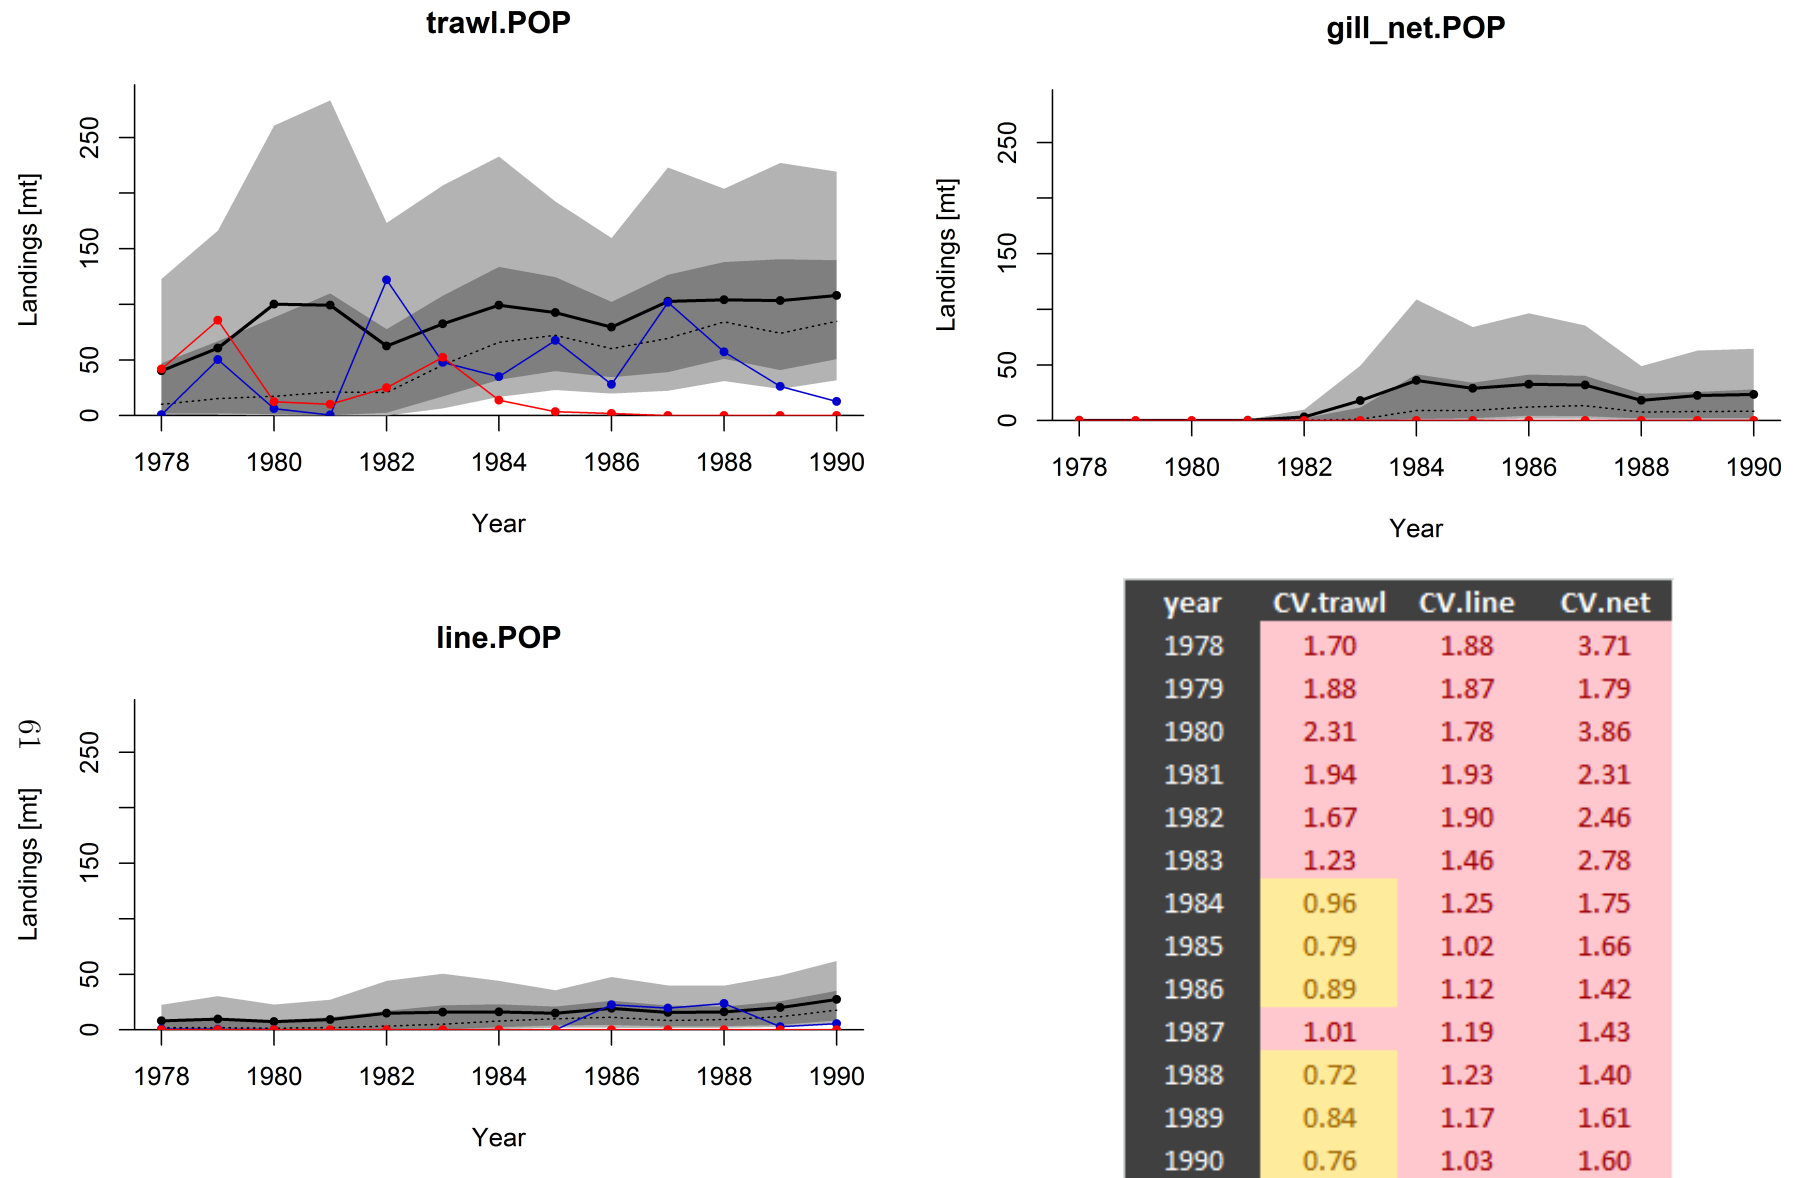 trawl.POP
Landings [mt]
250
150
50
0
1978 1980 1982 1984 1986 1988 1990
Year
gill_net.POP
Landings [mt]
250
150
50
0
1978 1980 1982 1984 1986 1988 1990
Year
line.POP
61
Landings [mt]
250
150
50
0
1978 1980 1982 1984 1986 1988 1990
Year
year CV.trawl CV.line CV.net
1978 1.70 1.88 3.71
1979 1.88 1.87 1.79
1980 2.31 1.78 3.86
1981 1.94 1.93 2.31
1982 1.67 1.90 2.46
1983 1.23 1.46 2.78
1984 0.96 1.25 1.75
1985 0.79 1.02 1.66
1986 0.89 1.12 1.42
1987 1.01 1.19 1.43
1988 0.72 1.23 1.40
1989 0.84 1.17 1.61
1990 0.76 1.03 1.60